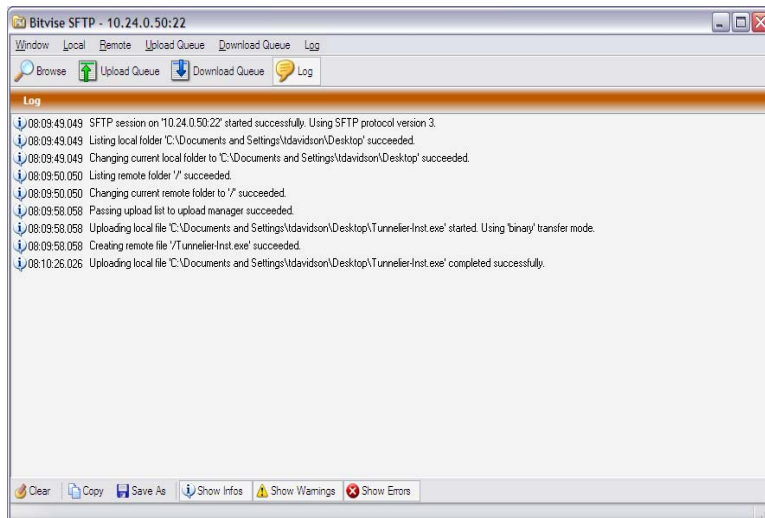 Bitvise SFTP - 10.24.0.50:22
Window Local Remote Upload Queue Download Queue Log
Browse Upload Queue Download Queue Log
Log
08:09:49.049 SFTP session on '10.24.0.50:22' started successfully. Using SFTP protocol version 3.
08:09:49.049 Listing local folder 'C:\Documents and Settings\tdavidson\Desktop' succeeded.
08:09:49.049 Changing current local folder to 'C:\Documents and Settings\tdavidson\Desktop' succeeded.
08:09:50.050 Listing remote folder '/' succeeded.
08:09:50.050 Changing current remote folder to '/' succeeded.
08:09:58.058 Passing upload list to upload manager succeeded.
08:09:58.058 Uploading local file 'C:\Documents and Settings\tdavidson\Desktop\Tunnelier-Inst.exe' started. Using 'binary' transfer mode.
08:09:58.058 Creating remote file '/Tunnelier-Inst.exe' succeeded.
08:10:26.026 Uploading local file 'C:\Documents and Settings\tdavidson\Desktop\Tunnelier-Inst.exe' completed successfully.
Clear Copy Save As Show Infos Show Warnings Show Errors